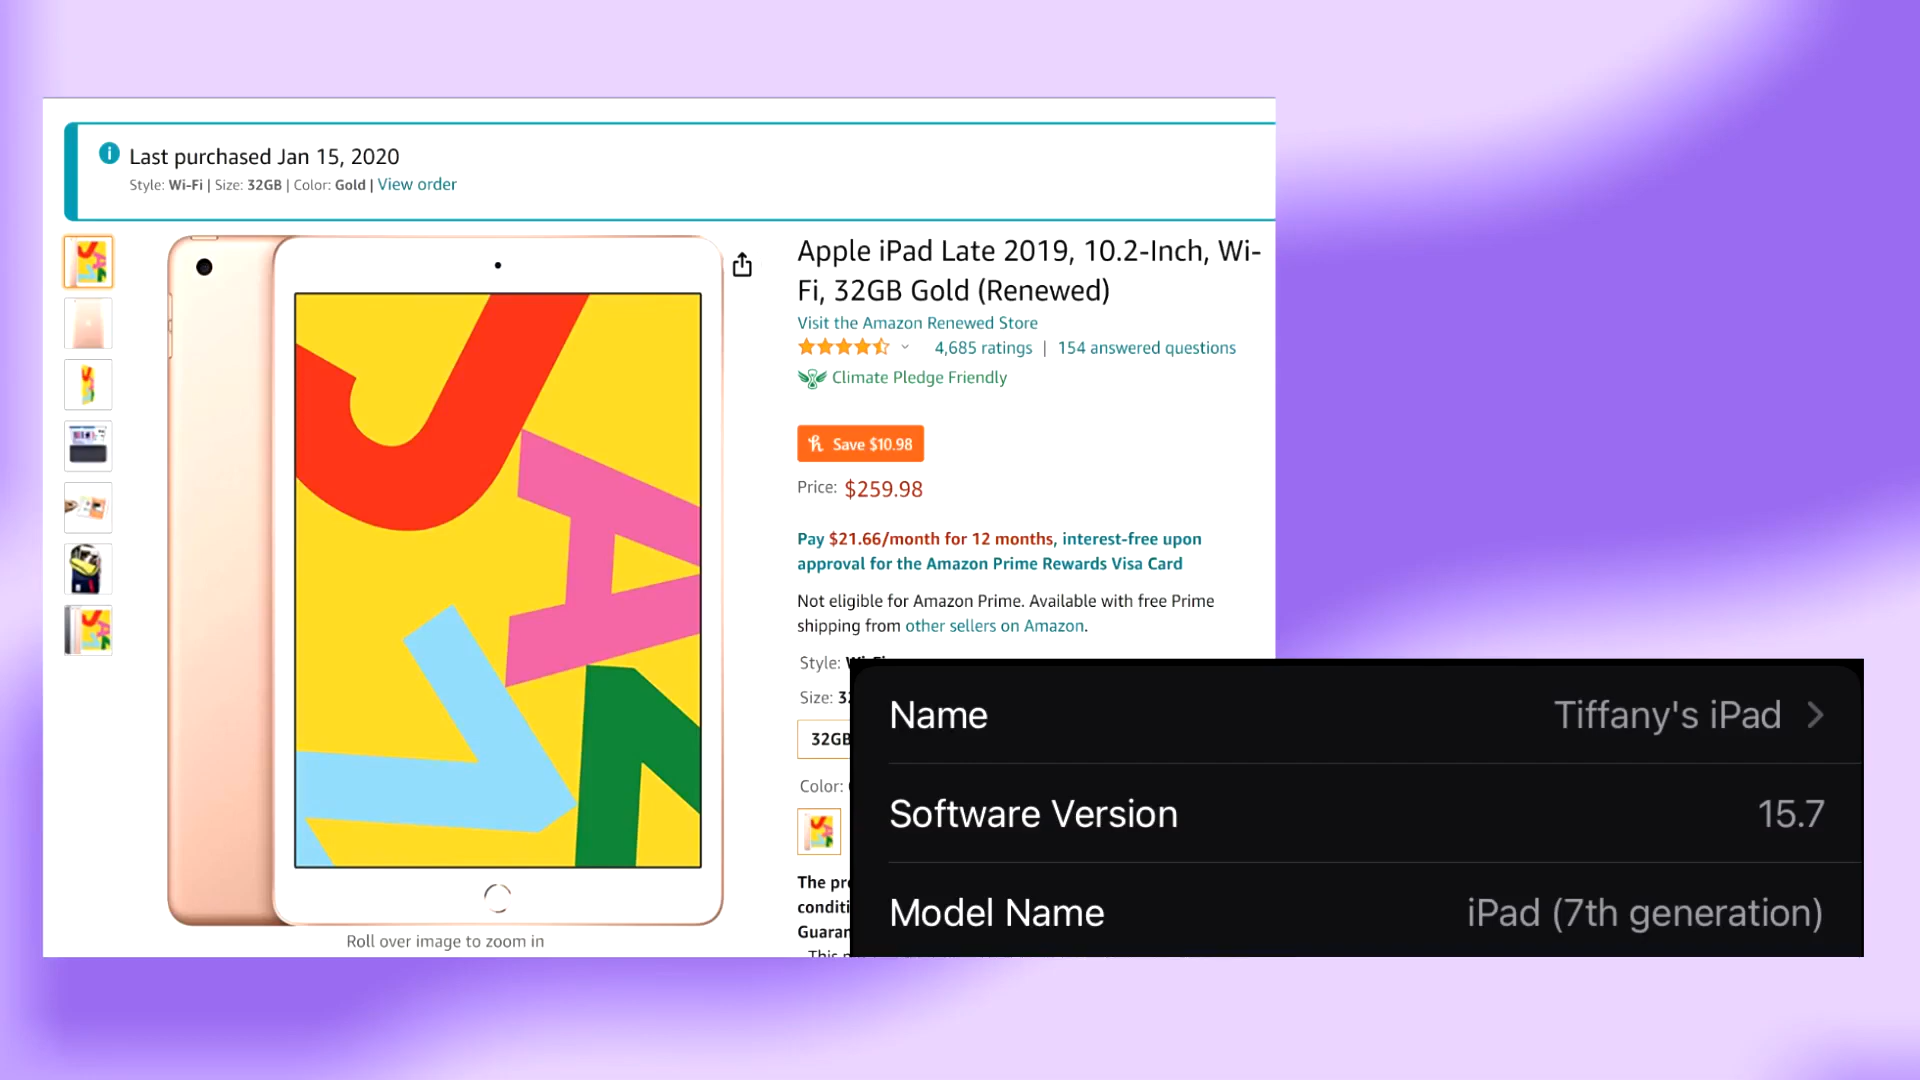 Last purchased Jan 15, 2020
Style: Wi-Fi | Size: 32GB | Color: Gold | View order
Apple iPad Late 2019, 10.2-Inch, Wi-
Fi, 32GB Gold (Renewed)
Visit the Amazon Renewed Store
4,685 ratings | 154 answered questions
Climate Pledge Friendly
Save $10.98
Price: $259.98
Pay $21.66/month for 12 months, interest-free upon
approval for the Amazon Prime Rewards Visa Card
Not eligible for Amazon Prime. Available with free Prime
shipping from other sellers on Amazon.
Style: Wi-Fi
Size: 32
32GB
Color:
The
Roll over image to zoom in
Name Tiffany's iPad
Software Version 15.7
Model Name iPad (7th generation)